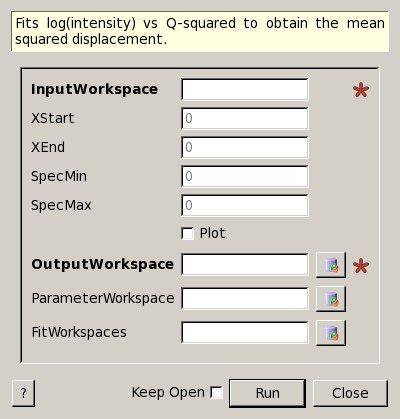 Fits log(intensity) vs Q-squared to obtain the mean
squared displacement.
InputWorkspace *
XStart 0
XEnd 0
SpecMin 0
SpecMax 0
Plot
OutputWorkspace *
ParameterWorkspace
FitWorkspaces
? Keep Open Run Close